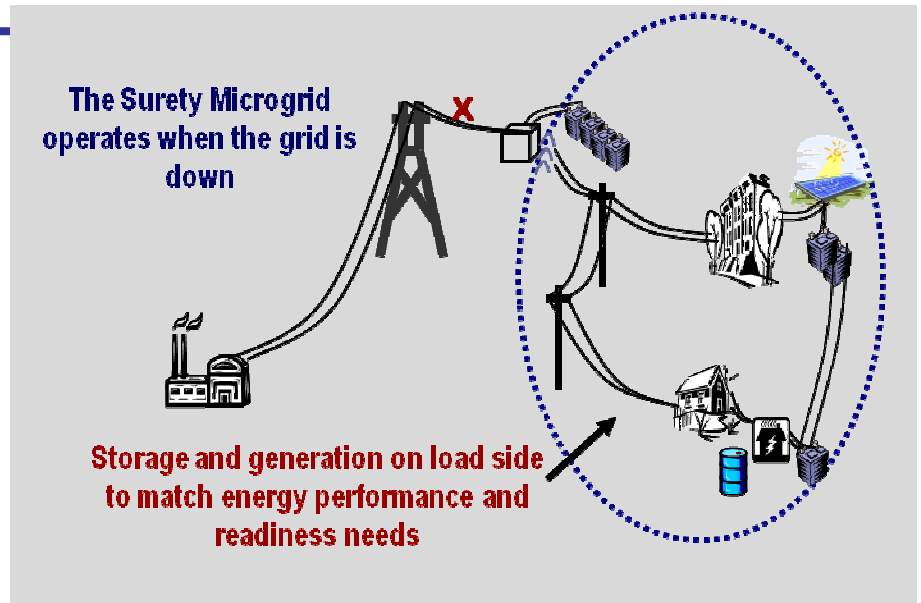 The Surety Microgrid
operates when the grid is
down
X
Storage and generation on load side
to match energy performance and
readiness needs